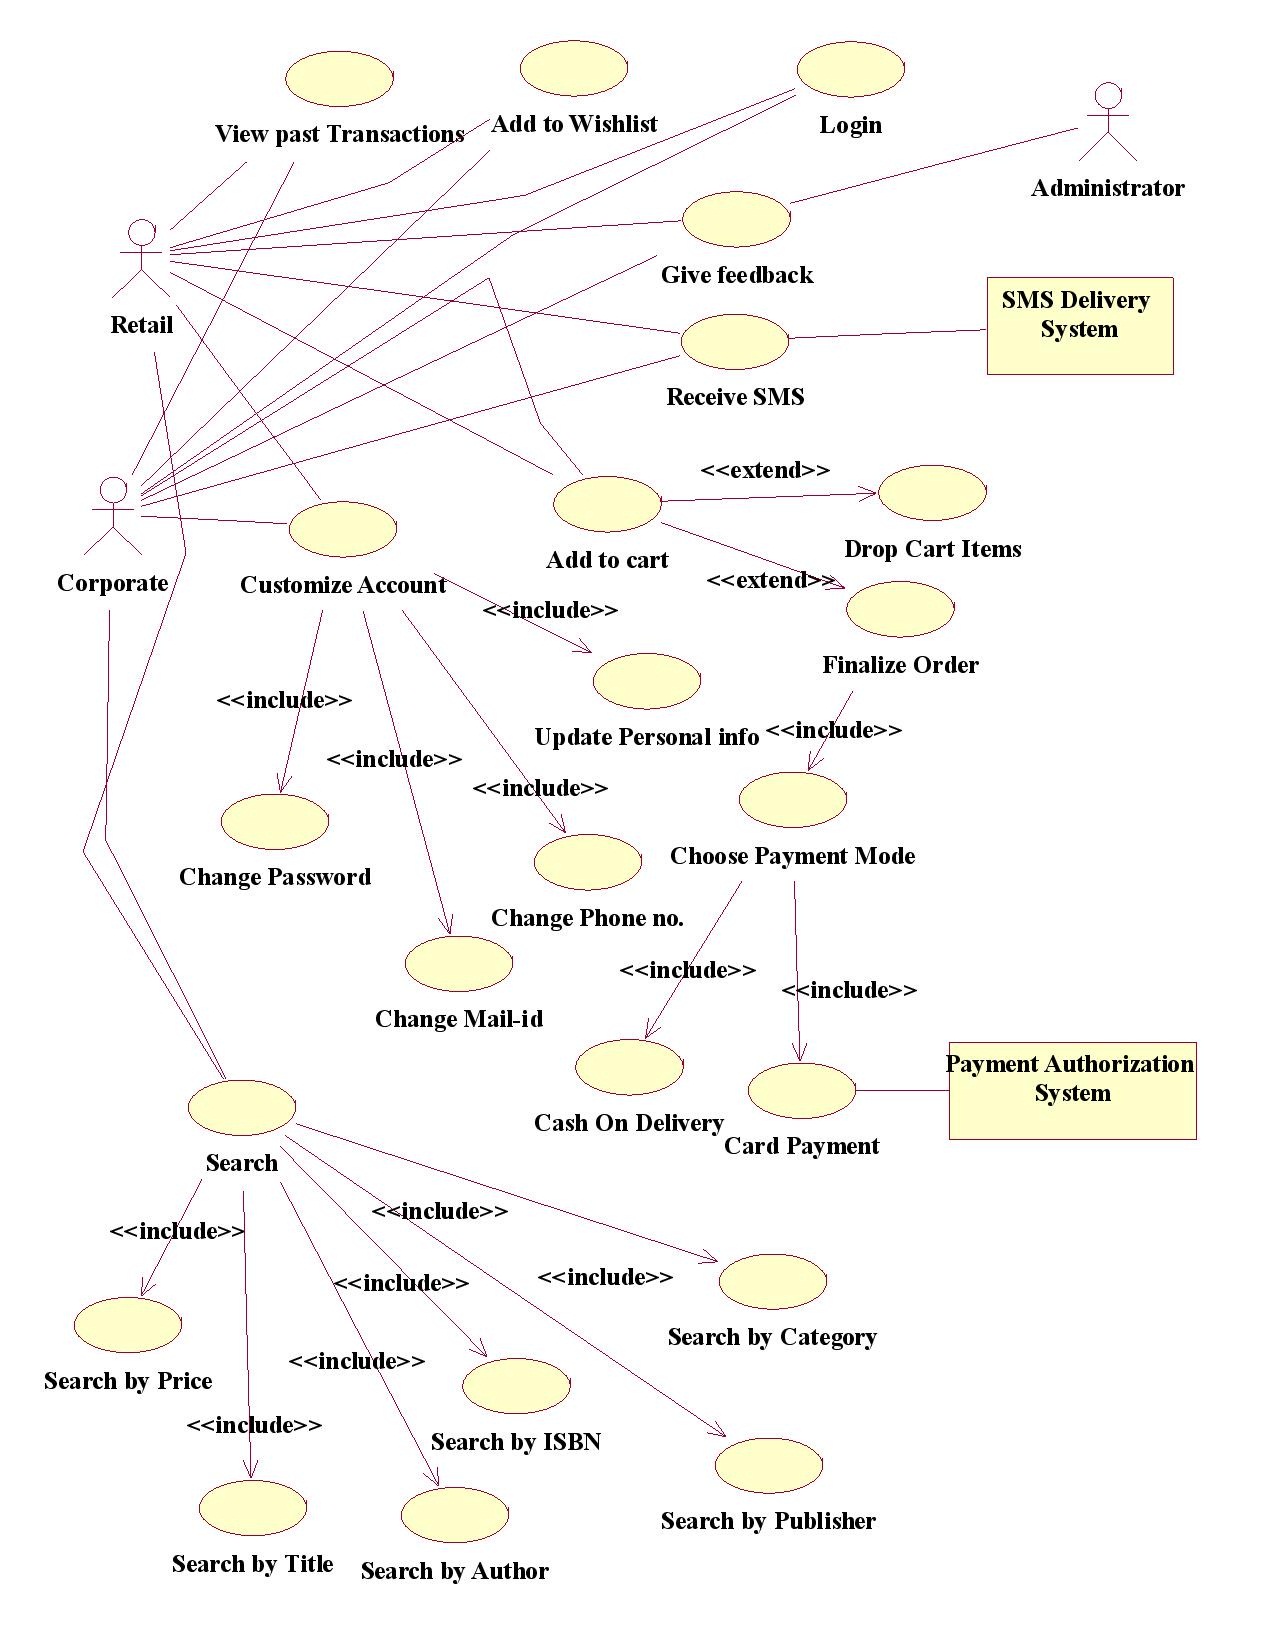 View past Transactions
Add to Wishlist
Login
Administrator
Give feedback
Retail
SMS Delivery
System
Receive SMS
<<extend>>
Add to cart
Drop Cart Items
Corporate
Customize Account
<<extend>>
<<include>>
Finalize Order
<<include>>
Update Personal info
<<include>>
<<include>>
<<include>>
Change Password
Choose Payment Mode
Change Phone no.
<<include>>
<<include>>
Change Mail-id
Payment Authorization
System
Cash On Delivery
Card Payment
Search
<<include>>
<<include>>
<<include>>
<<include>>
Search by Category
<<include>>
Search by Price
<<include>>
Search by ISBN
Search by Publisher
Search by Title
Search by Author